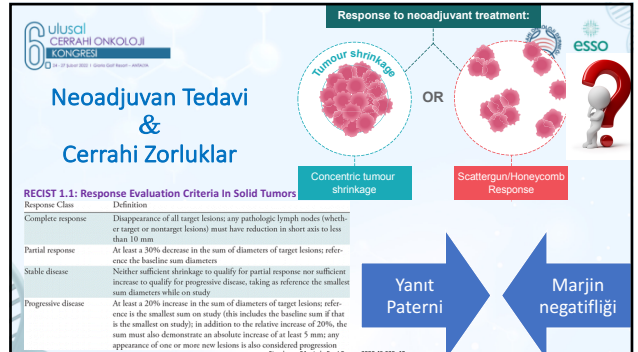 6.
ulusal
CERRAHİ ONKOLOJİ
KONGRESİ
Response to neoadjuvant treatment:
esso
Neoadjuvan Tedavi
&
Cerrahi Zorluklar
Tumour shrinkage
OR
Concentric tumour
shrinkage
Scattergun/Honeycomb
Response
RECIST 1.1: Response Evaluation Criteria In Solid Tumors
Response Class Definition
Complete response Disappearance of all target lesions; any pathologic lymph nodes (wheth-
er target or nontarget lesions) must have reduction in short axis to less
than 10 mm
Partial response At least a 30% decrease in the sum of diameters of target lesions; refer-
ence the baseline sum diameters
Stable disease Neither sufficient shrinkage to qualify for partial response nor sufficient
increase to qualify for progressive disease, taking as reference the smallest
sum diameters while on study
Progressive disease At least a 20% increase in the sum of diameters of target lesions; refer-
ence is the smallest sum on study (this includes the baseline sum if that
is the smallest on study); in addition to the relative increase of 20%, the
sum must also demonstrate an absolute increase of at least 5 mm; any
appearance of one or more new lesions is also considered progression
Yanıt
Paterni
Marjin
negatifliği